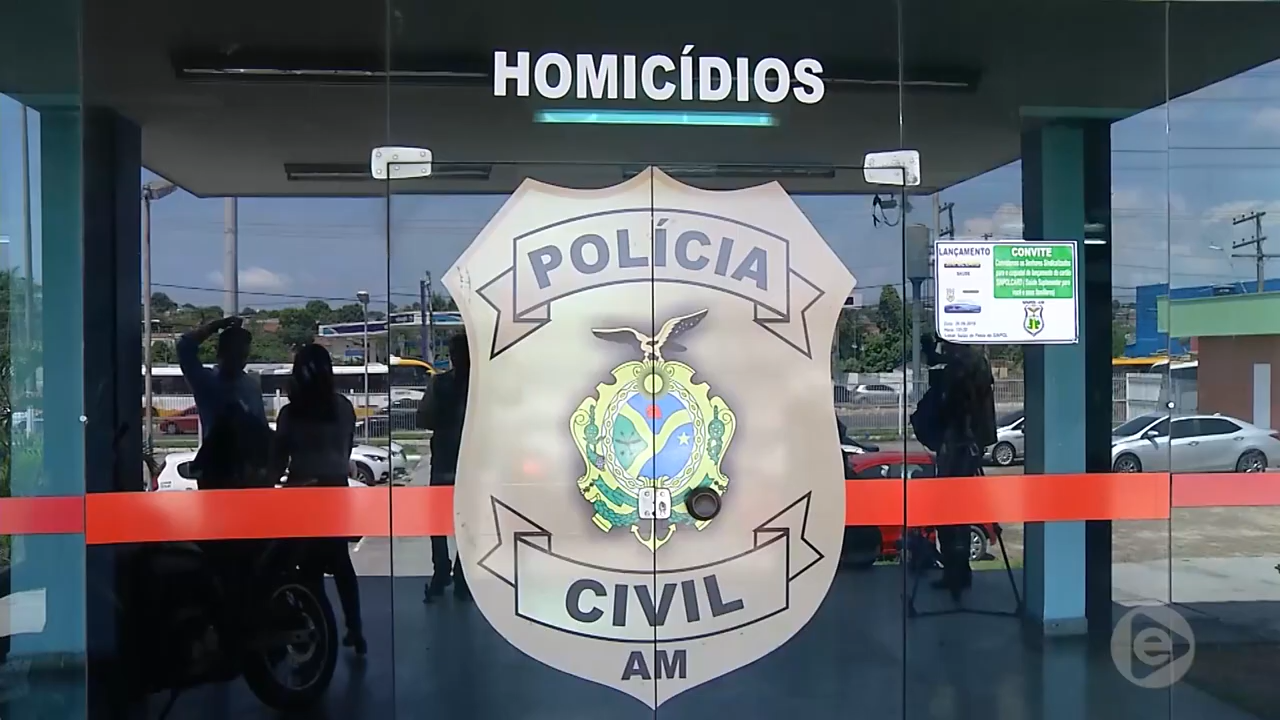 HOMICÍDIOS
POLÍCIA
CIVIL
AM
LANÇAMENTO
CONVITE
e